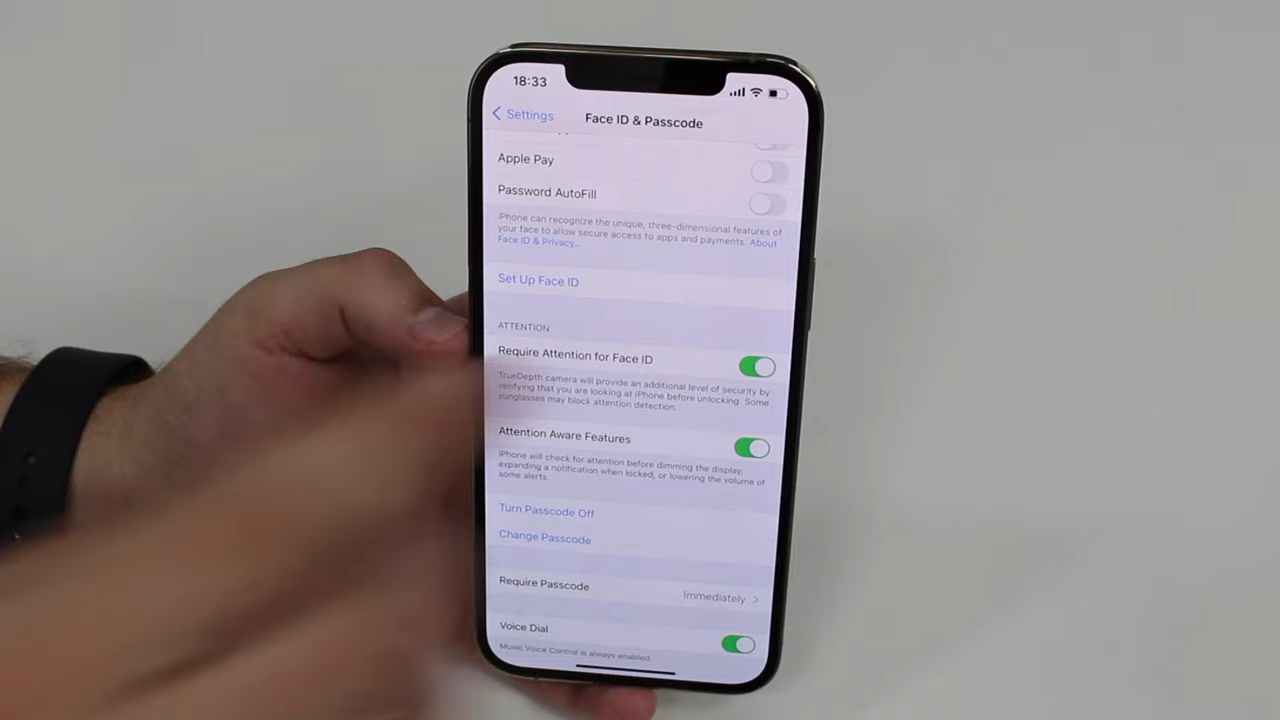 18:33
Settings
Face ID & Passcode
Apple Pay
Password AutoFill
iPhone can recognize the unique, three-dimensional features of
your face to allow secure access to apps and payments. About
Face ID & Privacy...
Set Up Face ID
ATTENTION
Require Attention for Face ID
TrueDepth camera will provide an additional level of security by
verifying that you are looking at iPhone before unlocking. Some
sunglasses may block attention detection.
Attention Aware Features
iPhone will check for attention before dimming the display,
expanding a notification when locked, or lowering the volume of
some alerts.
Turn Passcode Off
Change Passcode
Require Passcode
Immediately
Voice Dial
Music Voice Control is always enabled.